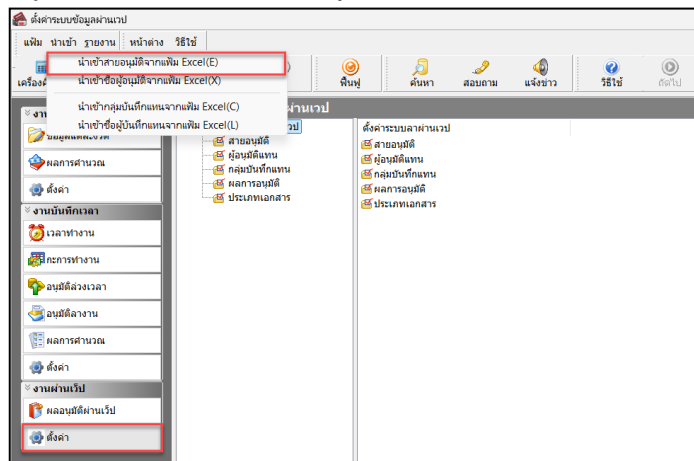 ตั้งค่าระบบข้อมูลผ่านเวป
แฟ้ม นำเข้า รายงาน หน้าต่าง วิธีใช้
นำเข้าสายอนุมัติจากแฟ้ม Excel(E)
นำเข้าชื่อผู้อนุมัติจากแฟ้ม Excel(X)
นำเข้ากลุ่มบันทึกแทนจากแฟ้ม Excel(C)
นำเข้าชื่อผู้บันทึกแทนจากแฟ้ม Excel(L)
ฟื้นฟู ค้นหา สอบถาม แจ้งข่าว วิธีใช้ ถัดไป
ผลการคำนวณ
ตั้งค่า
งานบันทึกเวลา
เวลาทำงาน
กะการทำงาน
อนุมัติล่วงเวลา
อนุมัติลางาน
ผลการคำนวณ
ตั้งค่า
งานผ่านเว็ป
ผลอนุมัติผ่านเว็ป
ตั้งค่า
สายอนุมัติ
ผู้อนุมัติแทน
กลุ่มบันทึกแทน
ผลการอนุมัติ
ประเภทเอกสาร
ตั้งค่าระบบลาผ่านเวป
สายอนุมัติ
ผู้อนุมัติแทน
กลุ่มบันทึกแทน
ผลการอนุมัติ
ประเภทเอกสาร